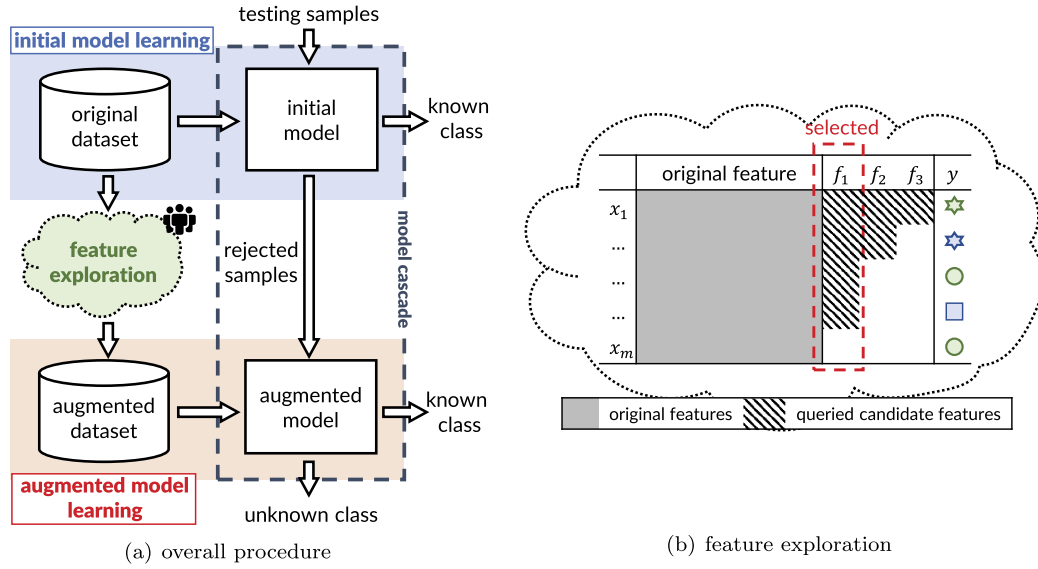 testing samples
initial model learning
original
dataset
initial
model
known
class
feature
exploration
rejected
samples
model cascade
augmented
dataset
augmented
model
known
class
augmented model
learning
unknown class
(a) overall procedure
selected
original feature f1 f2 f3 y
x1
...
...
...
xm
original features queried candidate features
(b) feature exploration